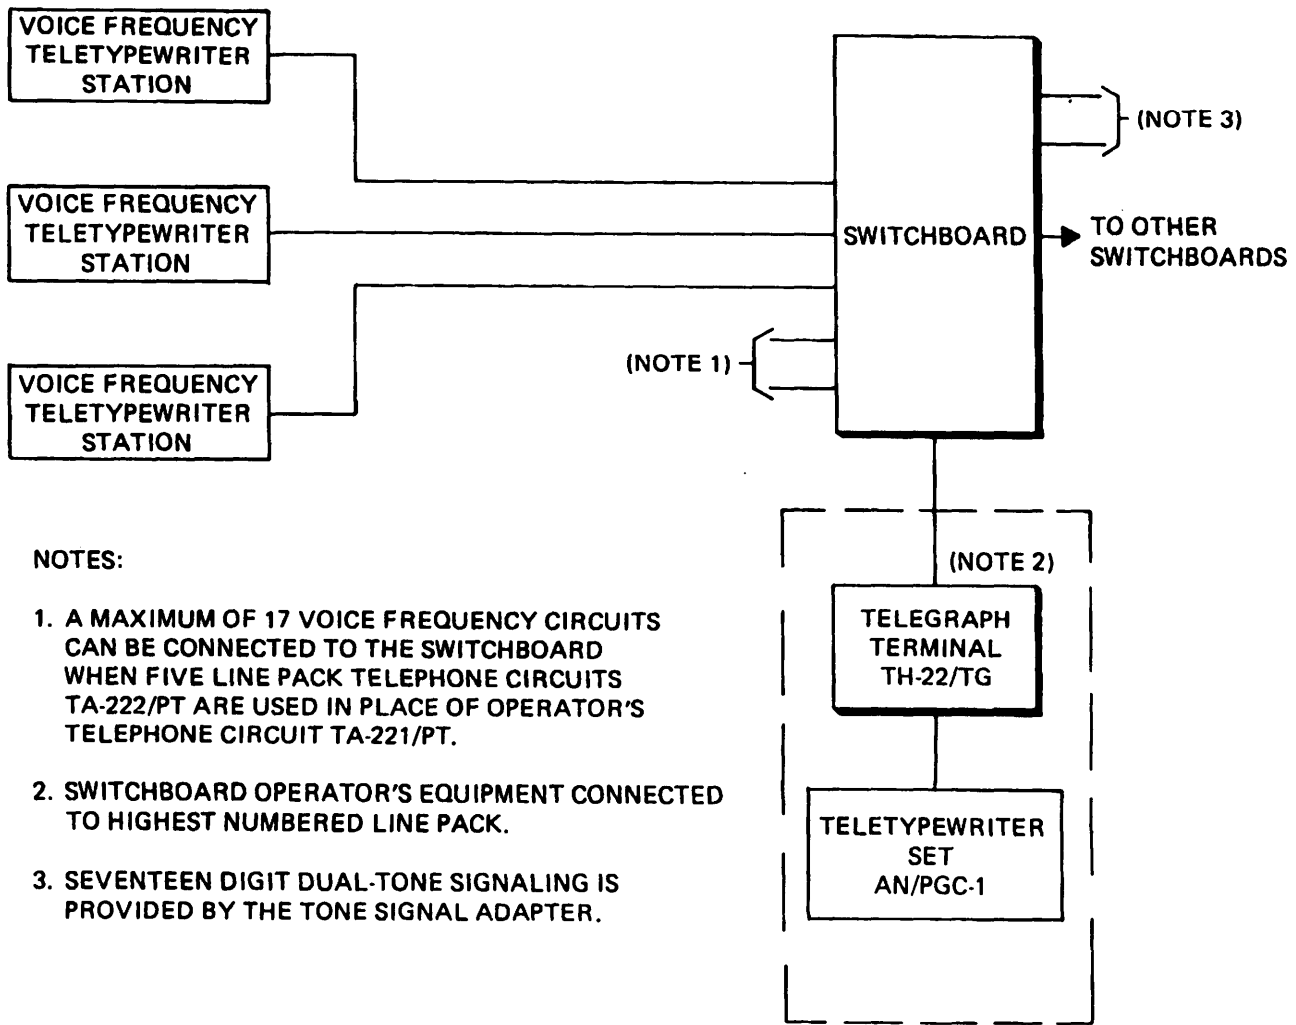 VOICE FREQUENCY
TELETYPEWRITER
STATION
VOICE FREQUENCY
TELETYPEWRITER
STATION
VOICE FREQUENCY
TELETYPEWRITER
STATION
SWITCHBOARD
(NOTE 3)
TO OTHER
SWITCHBOARDS
(NOTE 1)
(NOTE 2)
TELEGRAPH
TERMINAL
TH-22/TG
TELETYPEWRITER
SET
AN/PGC-1
NOTES:
1. A MAXIMUM OF 17 VOICE FREQUENCY CIRCUITS
CAN BE CONNECTED TO THE SWITCHBOARD
WHEN FIVE LINE PACK TELEPHONE CIRCUITS
TA-222/PT ARE USED IN PLACE OF OPERATOR'S
TELEPHONE CIRCUIT TA-221/PT.
2. SWITCHBOARD OPERATOR'S EQUIPMENT CONNECTED
TO HIGHEST NUMBERED LINE PACK.
3. SEVENTEEN DIGIT DUAL-TONE SIGNALING IS
PROVIDED BY THE TONE SIGNAL ADAPTER.